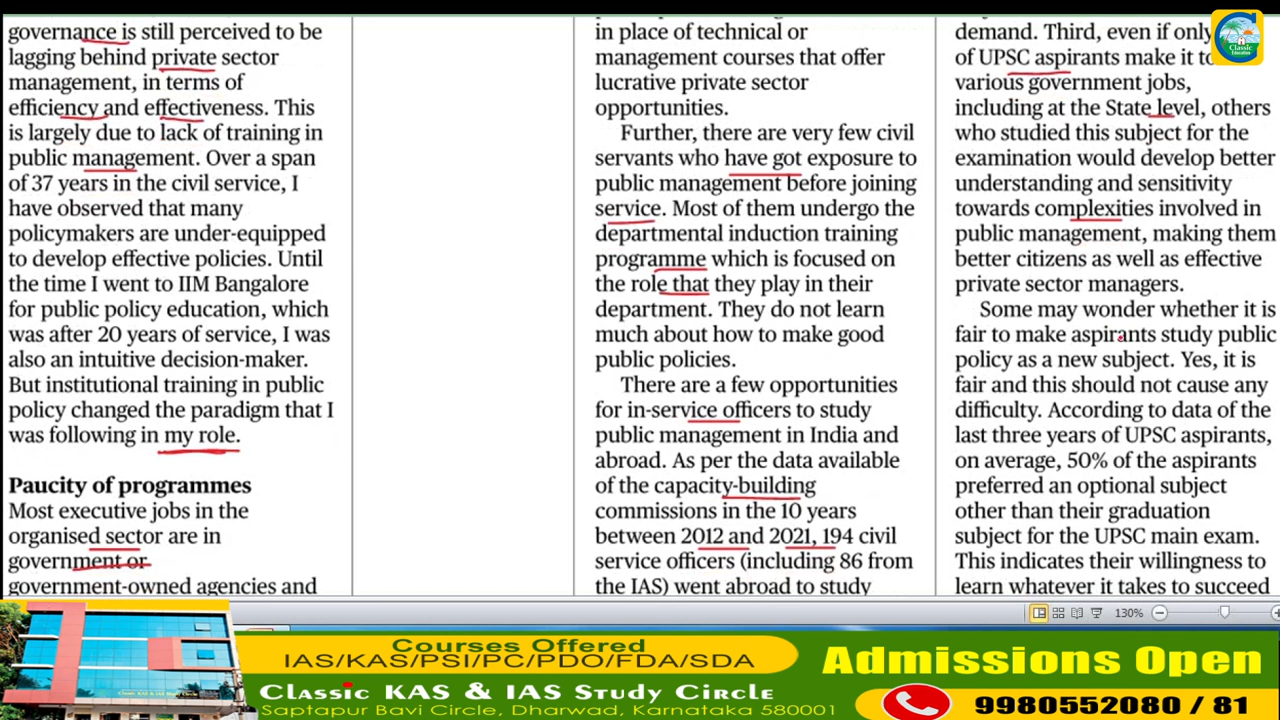 governance is still perceived to be
lagging behind private sector
management, in terms of
efficiency and effectiveness. This
is largely due to lack of training in
public management. Over a span
of 37 years in the civil service, I
have observed that many
policymakers are under-equipped
to develop effective policies. Until
the time I went to IIM Bangalore
for public policy education, which
was after 20 years of service, I was
also an intuitive decision-maker.
But institutional training in public
policy changed the paradigm that I
was following in my role.
Paucity of programmes
Most executive jobs in the
organised sector are in
government or
government-owned agencies and
in place of technical or
management courses that offer
lucrative private sector
opportunities.
Further, there are very few civil
servants who have got exposure to
public management before joining
service. Most of them undergo the
departmental induction training
programme which is focused on
the role that they play in their
department. They do not learn
much about how to make good
public policies.
There are a few opportunities
for in-service officers to study
public management in India and
abroad. As per the data available
of the capacity-building
commissions in the 10 years
between 2012 and 2021, 194 civil
service officers (including 86 from
the IAS) went abroad to study
demand. Third, even if only
of UPSC aspirants make it to
various government jobs,
including at the State level, others
who studied this subject for the
examination would develop better
understanding and sensitivity
towards complexities involved in
public management, making them
better citizens as well as effective
private sector managers.
Some may wonder whether it is
fair to make aspirants study public
policy as a new subject. Yes, it is
fair and this should not cause any
difficulty. According to data of the
last three years of UPSC aspirants,
on average, 50% of the aspirants
preferred an optional subject
other than their graduation
subject for the UPSC main exam.
This indicates their willingness to
learn whatever it takes to succeed
Classic
Education
130%
Courses Offered
IAS/KAS/PSI/PC/PDO/FDA/SDA
Classic KAS & IAS Study Circle
Saptapur Bavi Circle, Dharwad, Karnataka 580001
Admissions Open
9980552080 / 81